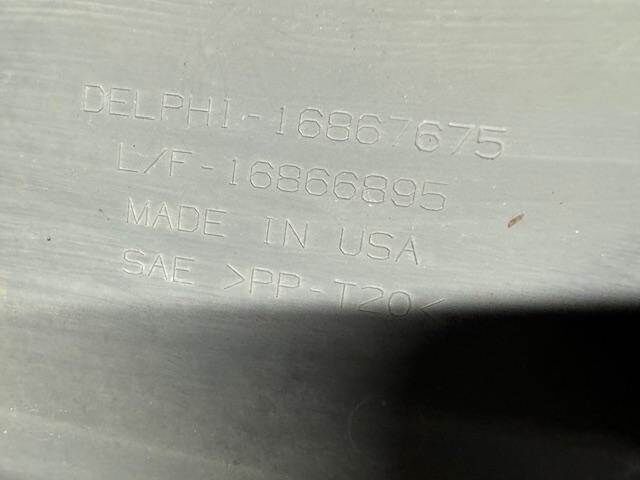 DELPHI-16867675
L/F-16866895
MADE IN USA
SAE >PP-T20<